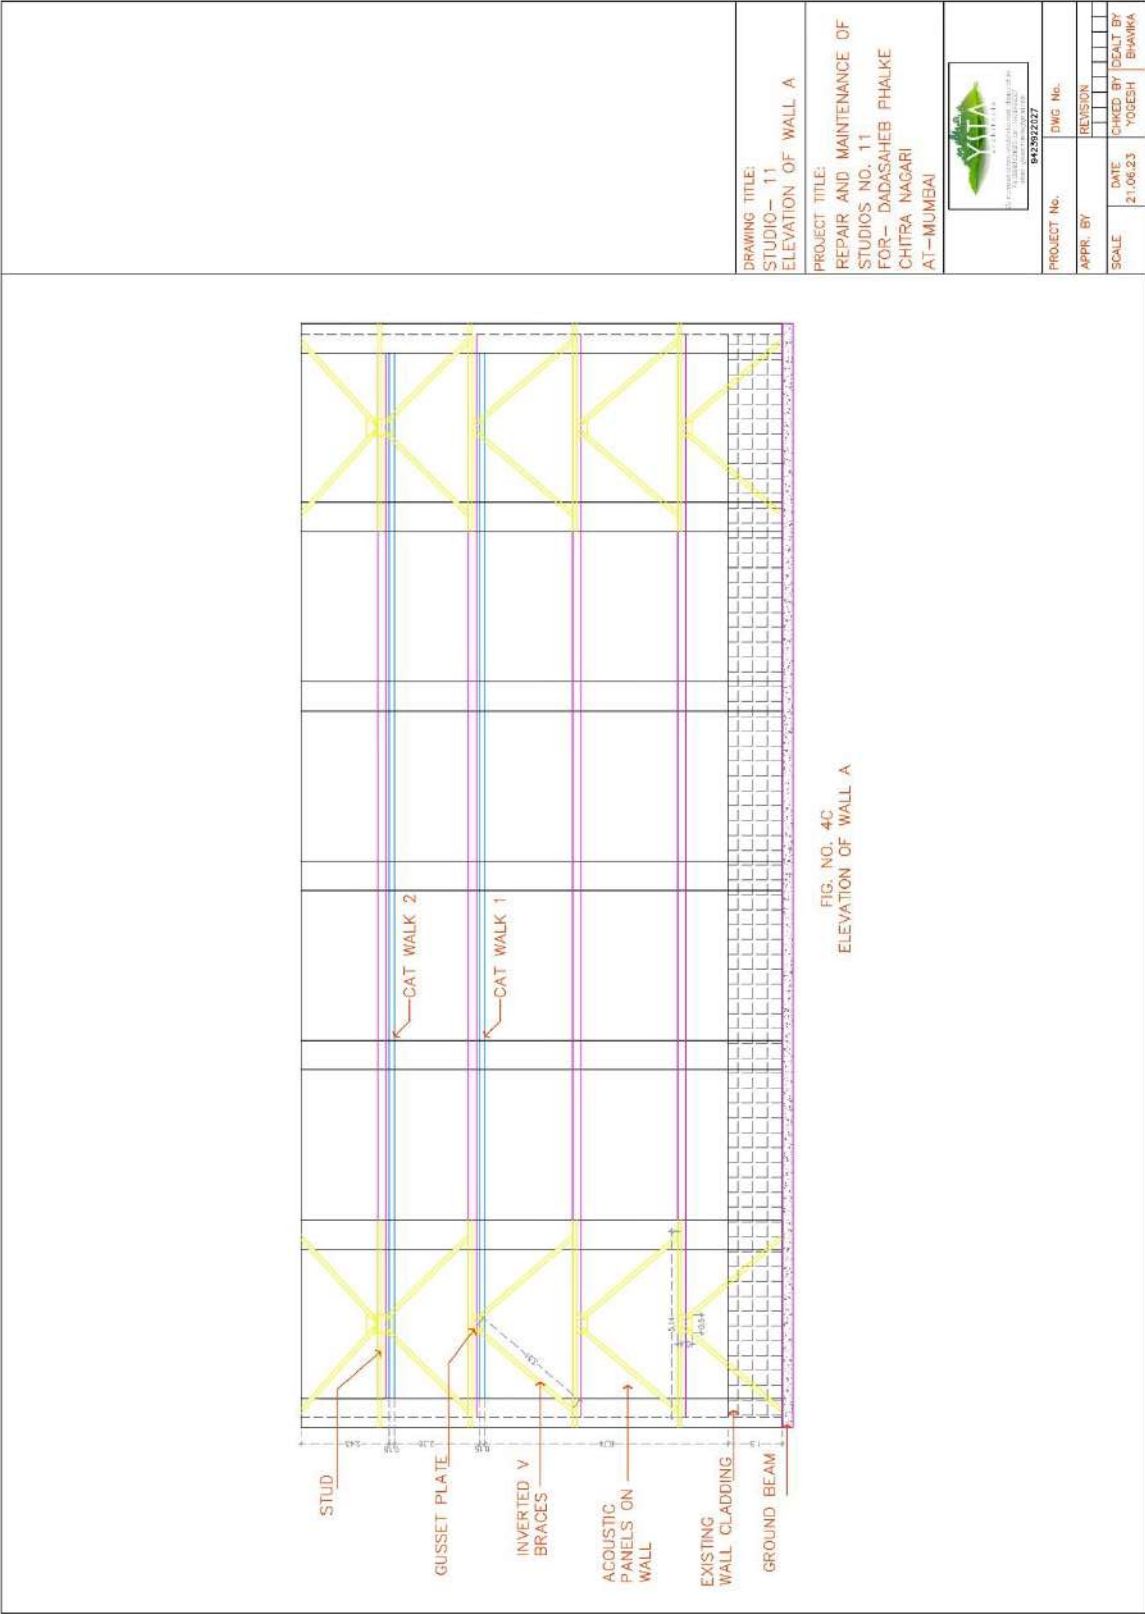 STUD
GUSSET PLATE
INVERTED V
BRACES
ACOUSTIC
PANELS ON
WALL
EXISTING
WALL CLADDING
GROUND BEAM
CAT WALK 2
CAT WALK 1
FIG. NO. 4C
ELEVATION OF WALL A
DRAWING TITLE:
STUDIO- 11
ELEVATION OF WALL A
PROJECT TITLE:
REPAIR AND MAINTENANCE OF
STUDIOS NO. 11
FOR- DADASAHEB PHALKE
CHITRA NAGARI
AT-MUMBAI
9423922027
PROJECT No.
DWG No.
APPR. BY
REVISION
SCALE
DATE
21.06.23
CHKED BY
YOGESH
DEALT BY
BHAVIKA